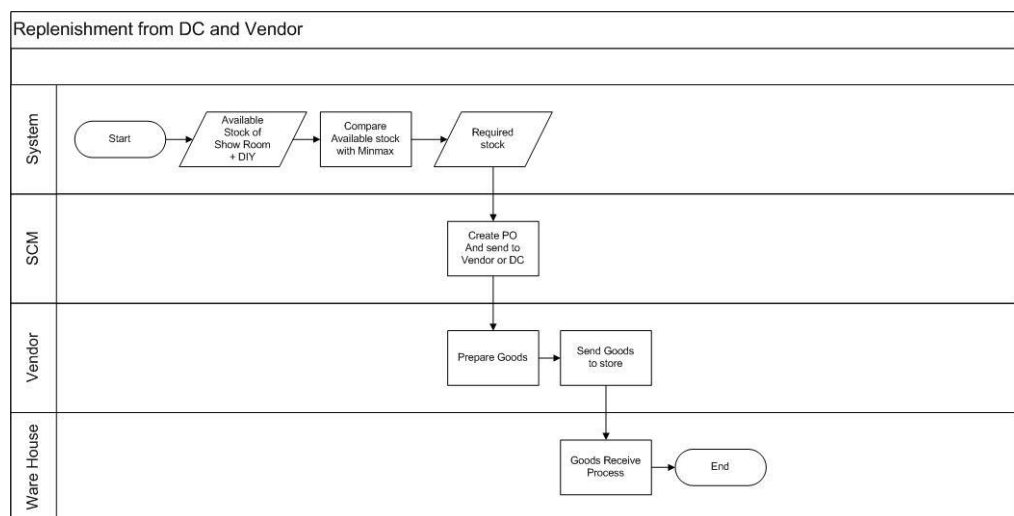 Replenishment from DC and Vendor
System
Start
Available
Stock of
Show Room
+ DIY
Compare
Available stock
with Minmax
Required
stock
SCM
Create PO
And send to
Vendor or DC
Vendor
Prepare Goods
Send Goods
to store
Ware House
Goods Receive
Process
End